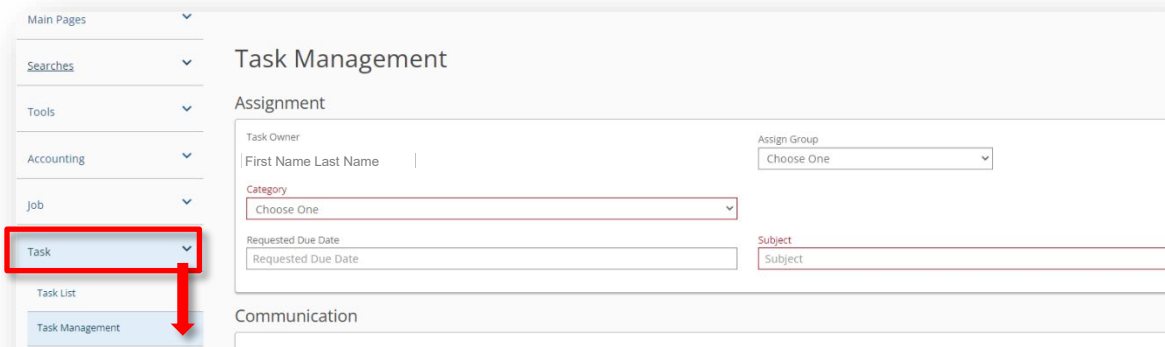 Main Pages
Searches
Tools
Accounting
Job
Task
Task List
Task Management
Task Management
Assignment
Task Owner
First Name Last Name
Assign Group
Choose One
Category
Choose One
Requested Due Date
Requested Due Date
Subject
Subject
Communication